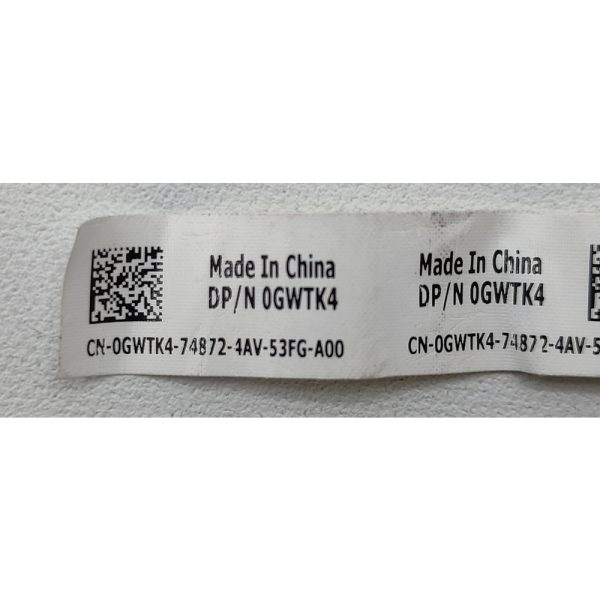 Made In China
DP/N 0GWTK4
CN-0GWTK4-74872-4AV-53FG-A00
Made In China
DP/N 0GWTK4
CN-0GWTK4-74872-4AV-5